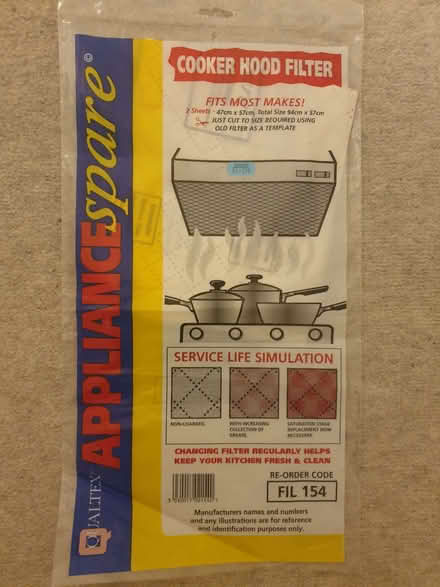 COOKER HOOD FILTER
FITS MOST MAKES!
2 Sheets - 47cm x 57cm, Total Size 94cm x 57cm
JUST CUT TO SIZE REQUIRED USING
OLD FILTER AS A TEMPLATE
APPLIANCE spare ©
QUALTEX
SERVICE LIFE SIMULATION
NON-CHARGED.
WITH INCREASING
COLLECTION OF
GREASE.
SATURATION STAGE
REPLACEMENT NOW
NECESSARY.
CHANGING FILTER REGULARLY HELPS
KEEP YOUR KITCHEN FRESH & CLEAN
RE-ORDER CODE
FIL 154
Manufacturers names and numbers
and any illustrations are for reference
and identification purposes only.